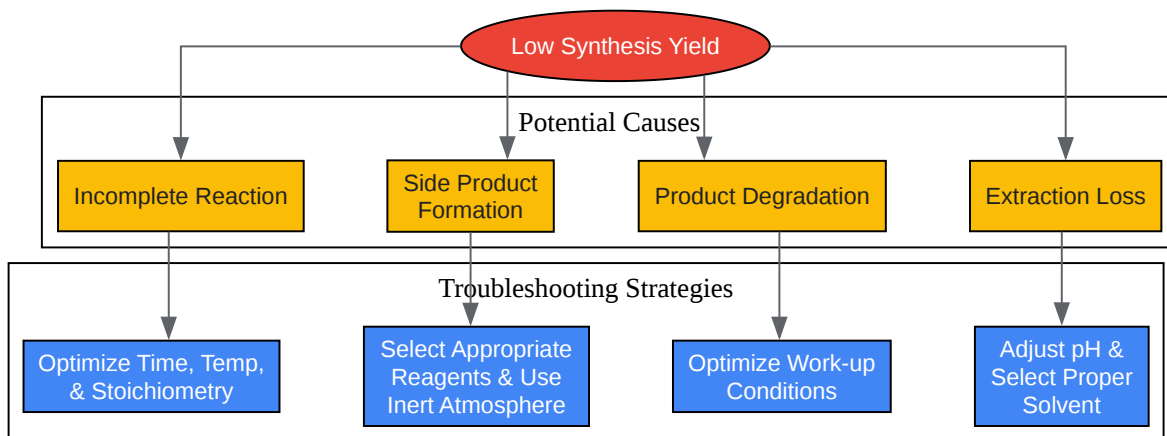 Low Synthesis Yield
Potential Causes
Incomplete Reaction
Side Product
Formation
Product Degradation
Extraction Loss
Troubleshooting Strategies
Optimize Time, Temp,
& Stoichiometry
Select Appropriate
Reagents & Use
Inert Atmosphere
Optimize Work-up
Conditions
Adjust pH &
Select Proper
Solvent